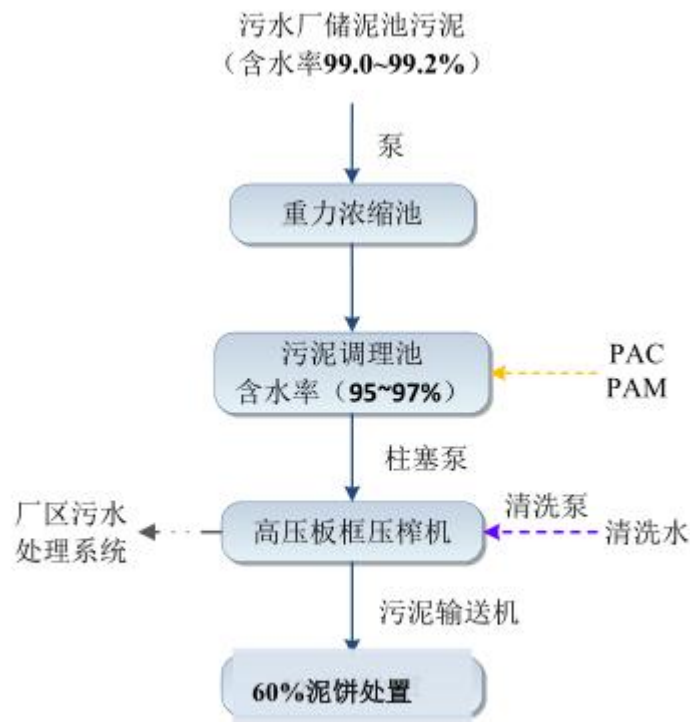 污水厂储泥池污泥
（含水率99.0~99.2%）
泵
重力浓缩池
污泥调理池
含水率（95~97%）
PAC
PAM
柱塞泵
厂区污水
处理系统
高压板框压榨机
清洗泵
清洗水
污泥输送机
60%泥饼处置